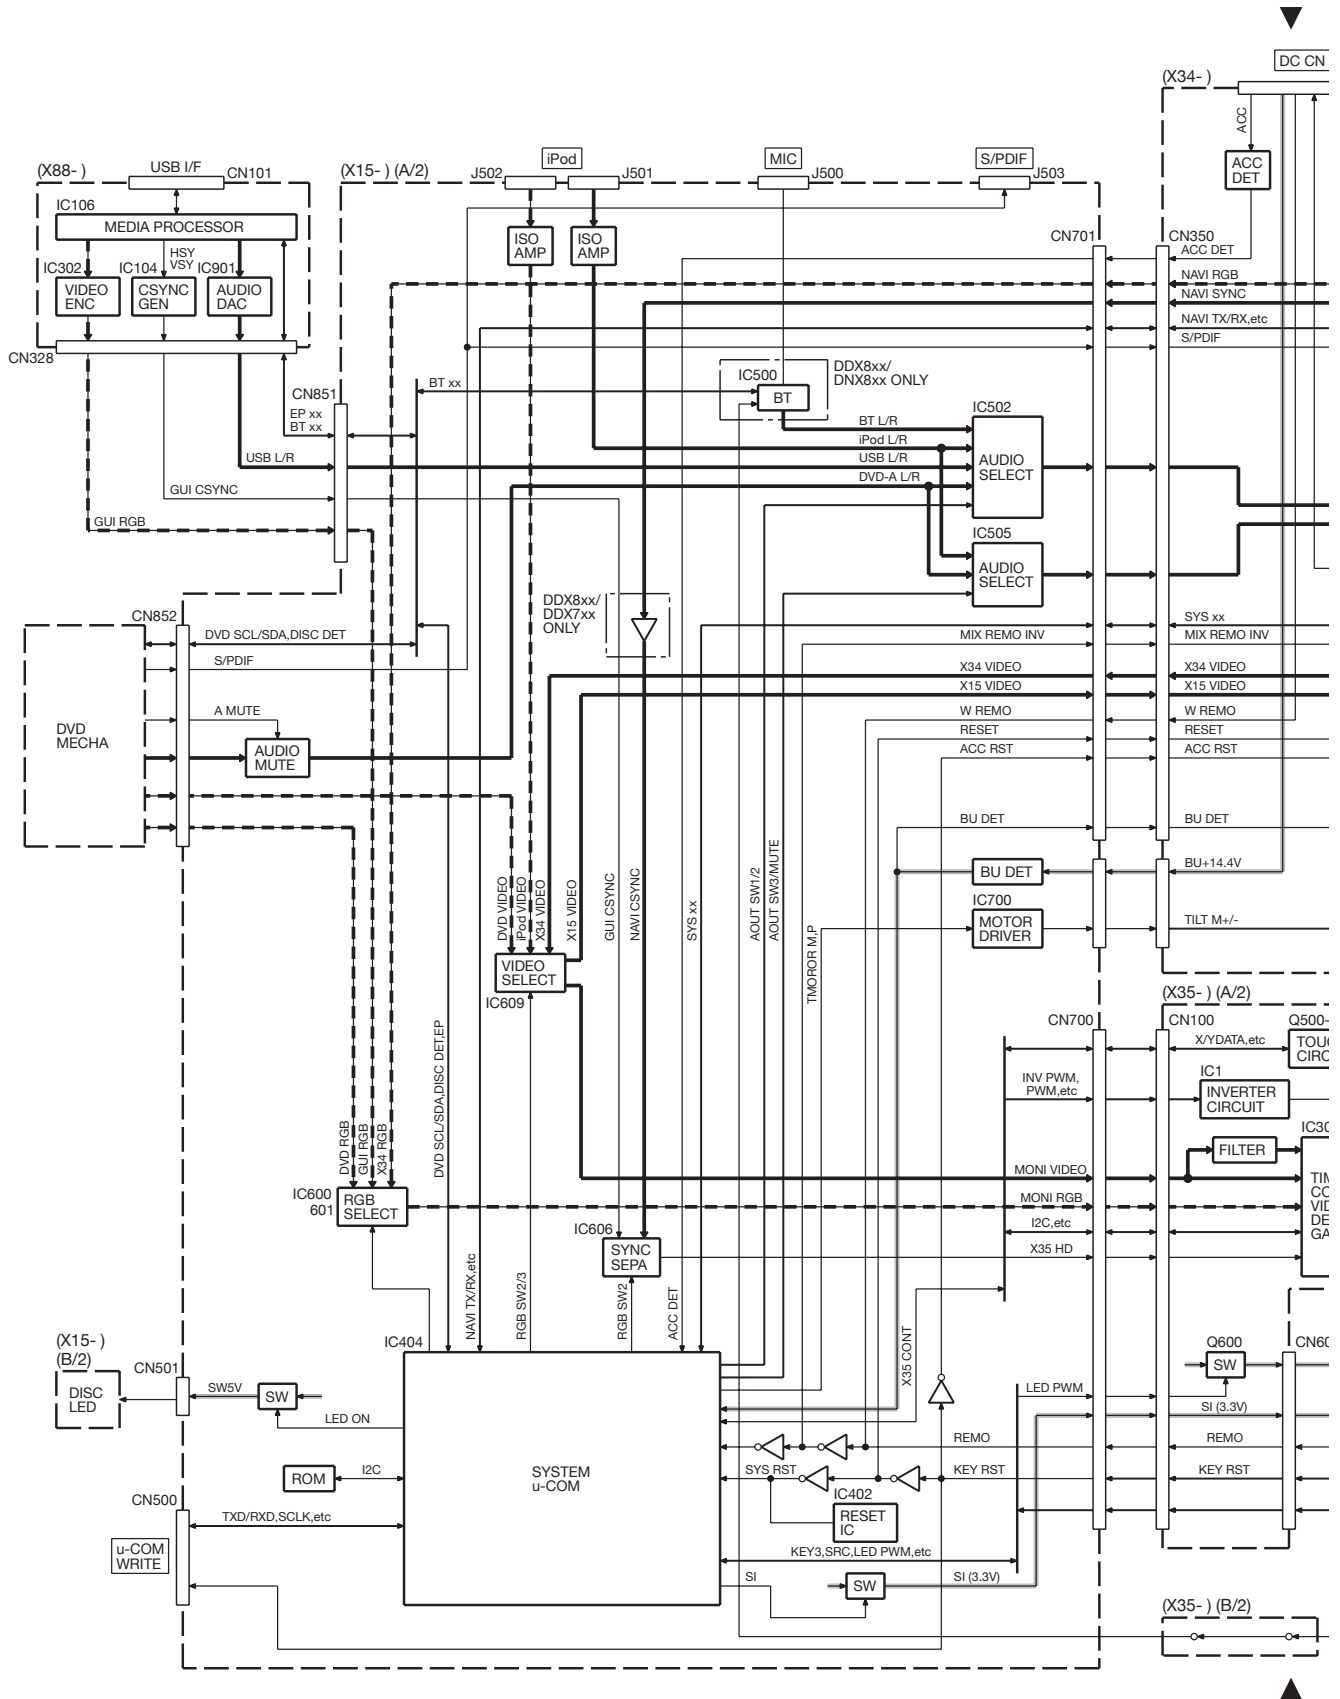 DC CN
(X34- )
ACC
ACC
DET
(X88- )
USB I/F
CN101
IC106
MEDIA PROCESSOR
HSY
VSY
IC302
IC104
IC901
VIDEO
ENC
CSYNC
GEN
AUDIO
DAC
CN328
(X15- ) (A/2)
iPod
J502
J501
MIC
J500
S/PDIF
J503
ISO
AMP
ISO
AMP
CN701
CN350
ACC DET
NAVI RGB
NAVI SYNC
NAVI TX/RX,etc
S/PDIF
CN851
EP xx
BT xx
BT xx
IC500
BT
DDX8xx/
DNX8xx ONLY
IC502
BT L/R
iPod L/R
USB L/R
DVD-A L/R
AUDIO
SELECT
USB L/R
GUI CSYNC
GUI RGB
IC505
AUDIO
SELECT
DDX8xx/
DDX7xx
ONLY
CN852
DVD SCL/SDA,DISC DET
S/PDIF
A MUTE
DVD
MECHA
AUDIO
MUTE
SYS xx
MIX REMO INV
MIX REMO INV
X34 VIDEO
X34 VIDEO
X15 VIDEO
X15 VIDEO
W REMO
W REMO
RESET
RESET
ACC RST
ACC RST
BU DET
BU DET
BU DET
BU+14.4V
IC700
MOTOR
DRIVER
TILT M+/-
DVD VIDEO
iPod VIDEO
X34 VIDEO
X15 VIDEO
GUI CSYNC
NAVI CSYNC
SYS xx
AOUT SW1/2
AOUT SW3/MUTE
TMOROR M,P
VIDEO
SELECT
IC609
(X35- ) (A/2)
CN700
CN100
Q500-
X/YDATA,etc
TOUC
CIRC
INV PWM,
PWM,etc
IC1
INVERTER
CIRCUIT
IC30
FILTER
DVD RGB
GUI RGB
X34 RGB
DVD SCL/SDA,DISC DET,EP
MONI VIDEO
MONI RGB
I2C,etc
X35 HD
TIM
CO
VID
DE
GA
IC600
601
RGB
SELECT
IC606
SYNC
SEPA
NAVI TX/RX,etc
RGB SW2/3
RGB SW2
ACC DET
X35 CONT
(X15- )
(B/2)
DISC
LED
CN501
SW5V
SW
LED ON
IC404
Q600
SW
CN60
LED PWM
SI (3.3V)
REMO
REMO
ROM
I2C
SYSTEM
u-COM
SYS RST
KEY RST
KEY RST
IC402
RESET
IC
CN500
TXD/RXD,SCLK,etc
u-COM
WRITE
KEY3,SRC,LED PWM,etc
SI
SW
SI (3.3V)
(X35- ) (B/2)